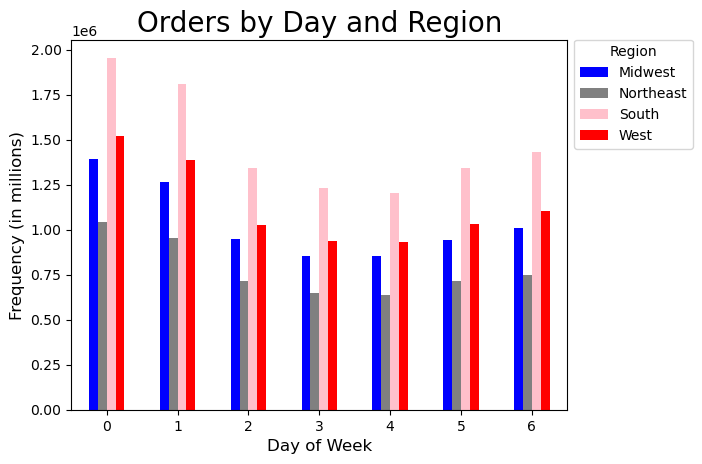 Orders by Day and Region
1e6
Frequency (in millions)
2.00
1.75
1.50
1.25
1.00
0.75
0.50
0.25
0.00
0 1 2 3 4 5 6
Day of Week
Region
Midwest
Northeast
South
West